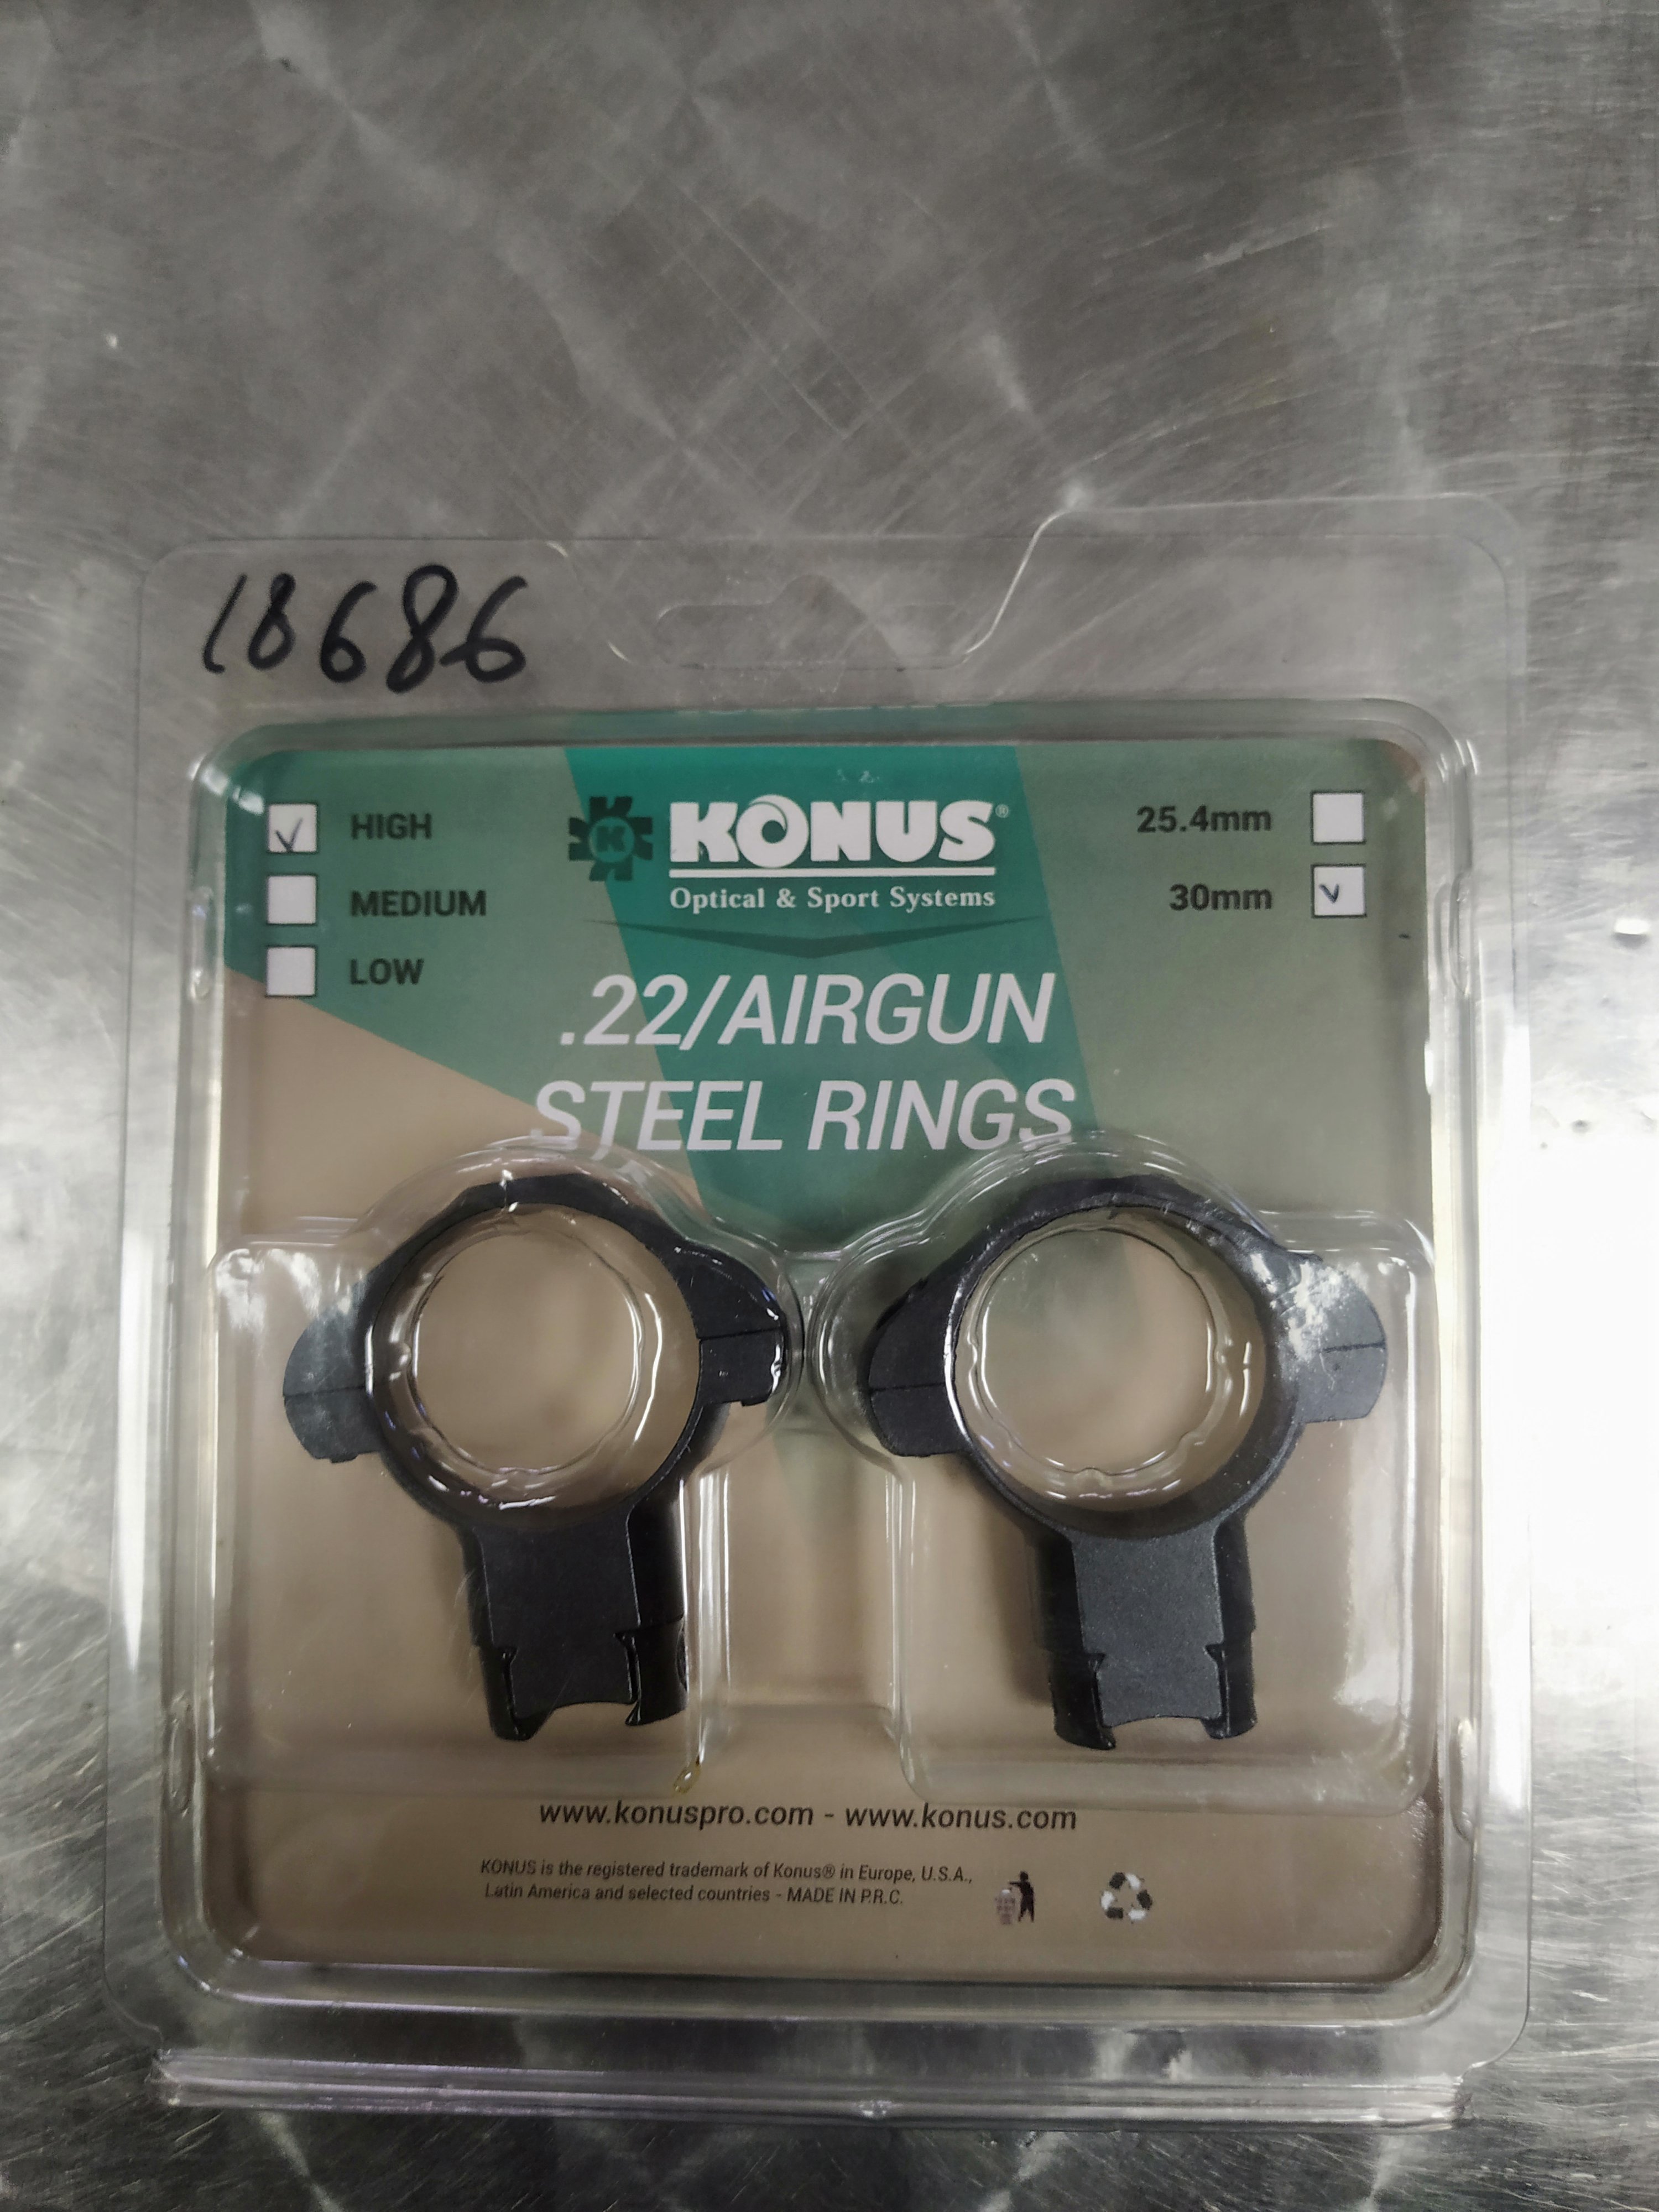 18686
HIGH
MEDIUM
LOW
KONUS®
Optical & Sport Systems
25.4mm
30mm
.22/AIRGUN
STEEL RINGS
www.konuspro.com - www.konus.com
KONUS is the registered trademark of Konus® in Europe, U.S.A.,
Latin America and selected countries - MADE IN P.R.C.